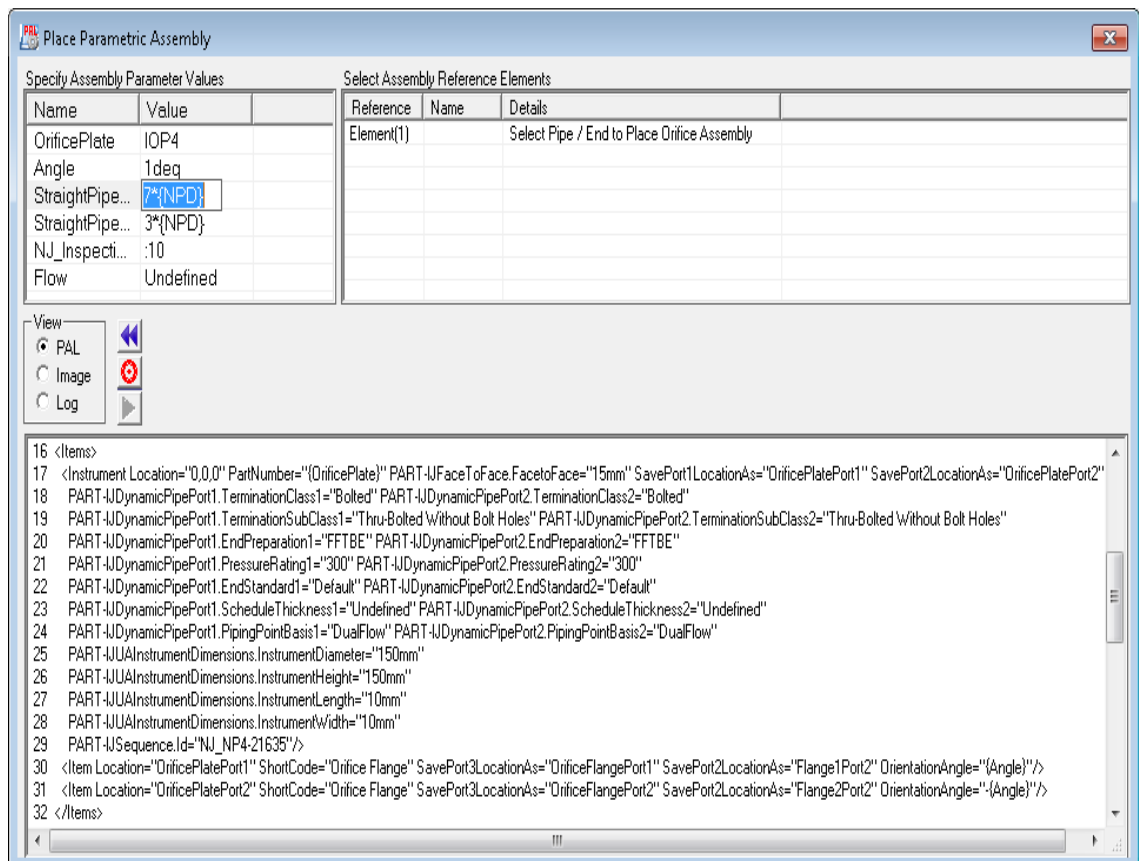 PAL Place Parametric Assembly
Specify Assembly Parameter Values
Select Assembly Reference Elements
Name Value
OrificePlate IOP4
Angle 1deg
StraightPipe... 7*{NPD}
StraightPipe... 3*{NPD}
NJ_Inspecti... :10
Flow Undefined
Reference Name Details
Element(1) Select Pipe / End to Place Orifice Assembly
View
PAL
Image
Log
16 <Items>
17 <Instrument Location="0,0,0" PartNumber="{OrificePlate}" PART-IJFaceToFace.FacetoFace="15mm" SavePort1LocationAs="OrificePlatePort1" SavePort2LocationAs="OrificePlatePort2"
18 PART-IJDynamicPipePort1.TerminationClass1="Bolted" PART-IJDynamicPipePort2.TerminationClass2="Bolted"
19 PART-IJDynamicPipePort1.TerminationSubClass1="Thru-Bolted Without Bolt Holes" PART-IJDynamicPipePort2.TerminationSubClass2="Thru-Bolted Without Bolt Holes"
20 PART-IJDynamicPipePort1.EndPreparation1="FFTBE" PART-IJDynamicPipePort2.EndPreparation2="FFTBE"
21 PART-IJDynamicPipePort1.PressureRating1="300" PART-IJDynamicPipePort2.PressureRating2="300"
22 PART-IJDynamicPipePort1.EndStandard1="Default" PART-IJDynamicPipePort2.EndStandard2="Default"
23 PART-IJDynamicPipePort1.ScheduleThickness1="Undefined" PART-IJDynamicPipePort2.ScheduleThickness2="Undefined"
24 PART-IJDynamicPipePort1.PipingPointBasis1="DualFlow" PART-IJDynamicPipePort2.PipingPointBasis2="DualFlow"
25 PART-IJUAInstrumentDimensions.InstrumentDiameter="150mm"
26 PART-IJUAInstrumentDimensions.InstrumentHeight="150mm"
27 PART-IJUAInstrumentDimensions.InstrumentLength="10mm"
28 PART-IJUAInstrumentDimensions.InstrumentWidth="10mm"
29 PART-IJSequence.Id="NJ_NP4-21635"/>
30 <Item Location="OrificePlatePort1" ShortCode="Orifice Flange" SavePort3LocationAs="OrificeFlangePort1" SavePort2LocationAs="Flange1Port2" OrientationAngle="{Angle}"/>
31 <Item Location="OrificePlatePort2" ShortCode="Orifice Flange" SavePort3LocationAs="OrificeFlangePort2" SavePort2LocationAs="Flange2Port2" OrientationAngle="-{Angle}"/>
32 </Items>